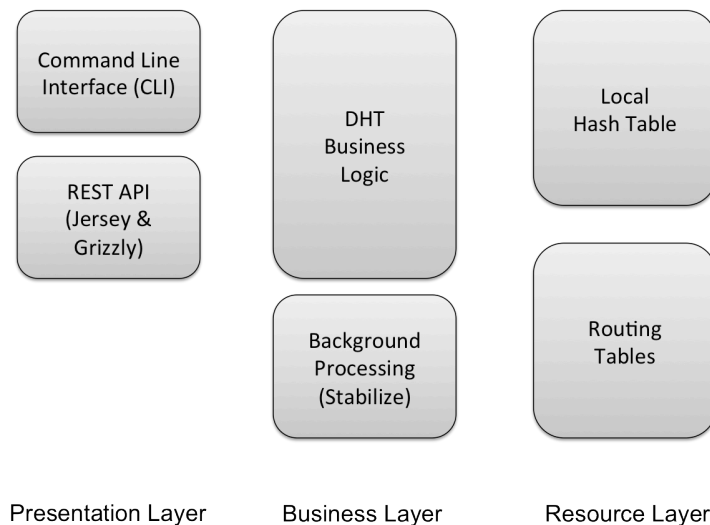 Command Line
Interface (CLI)
REST API
(Jersey &
Grizzly)
DHT
Business
Logic
Background
Processing
(Stabilize)
Local
Hash Table
Routing
Tables
Presentation Layer
Business Layer
Resource Layer